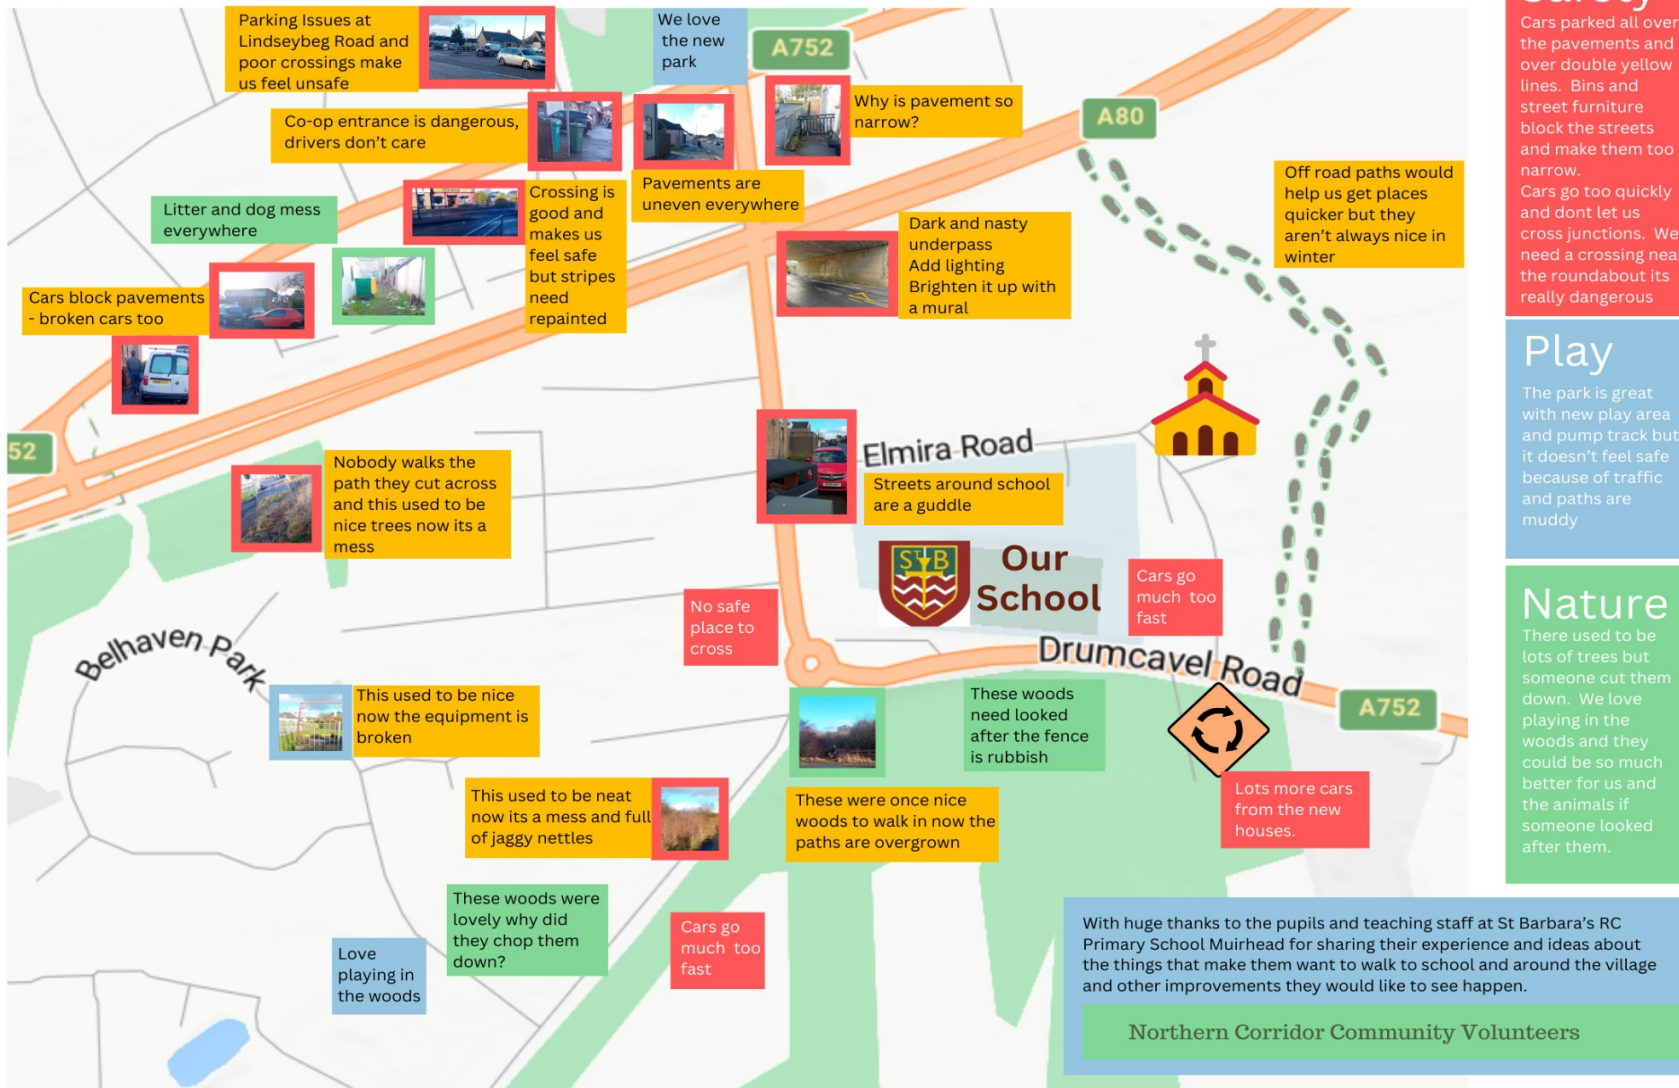 Parking Issues at
Lindseybeg Road and
poor crossings make
us feel unsafe
We love
the new
park
A752
Co-op entrance is dangerous,
drivers don't care
Why is pavement so
narrow?
A80
Pavements are
uneven everywhere
Litter and dog mess
everywhere
Crossing is
good and
makes us
feel safe
but stripes
need
repainted
Dark and nasty
underpass
Add lighting
Brighten it up with
a mural
Off road paths would
help us get places
quicker but they
aren't always nice in
winter
Cars block pavements
- broken cars too
52
Nobody walks the
path they cut across
and this used to be
nice trees now its a
mess
Elmira Road
Streets around school
are a guddle
ST B
Our
School
Cars go
much too
fast
No safe
place to
cross
Drumcavel Road
A752
Belhaven Park
This used to be nice
now the equipment is
broken
These woods
need looked
after the fence
is rubbish
This used to be neat
now its a mess and full
of jaggy nettles
These were once nice
woods to walk in now the
paths are overgrown
Lots more cars
from the new
houses.
These woods were
lovely why did
they chop them
down?
Love
playing in
the woods
Cars go
much too
fast
Safety
Cars parked all over
the pavements and
over double yellow
lines. Bins and
street furniture
block the streets
and make them too
narrow.
Cars go too quickly
and dont let us
cross junctions. We
need a crossing nea
the roundabout its
really dangerous
Play
The park is great
with new play area
and pump track but
it doesn't feel safe
because of traffic
and paths are
muddy
Nature
There used to be
lots of trees but
someone cut them
down. We love
playing in the
woods and they
could be so much
better for us and
the animals if
someone looked
after them.
With huge thanks to the pupils and teaching staff at St Barbara's RC
Primary School Muirhead for sharing their experience and ideas about
the things that make them want to walk to school and around the village
and other improvements they would like to see happen.
Northern Corridor Community Volunteers